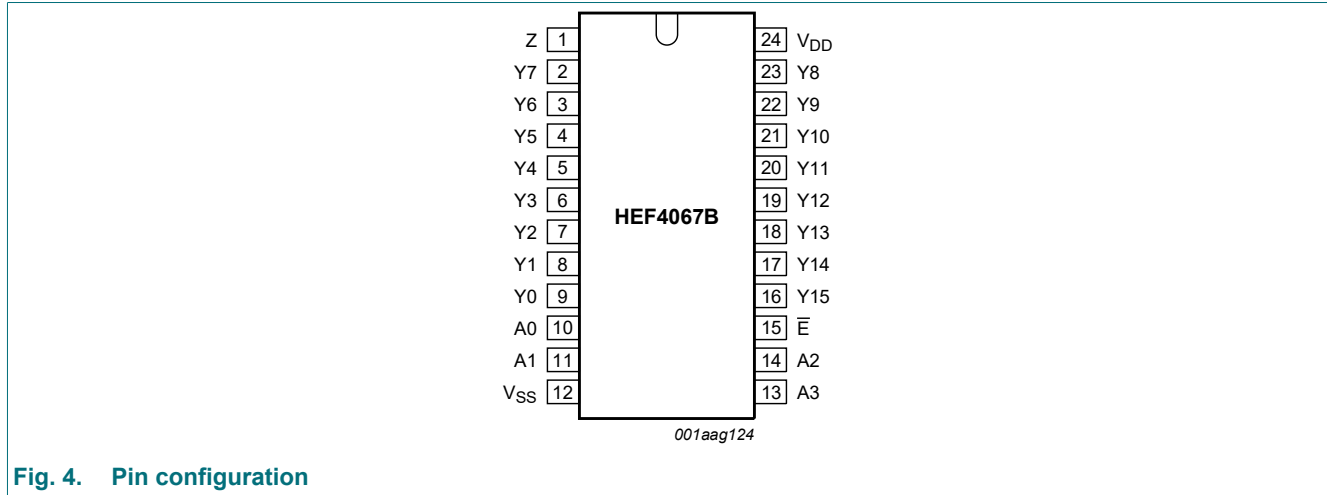 Z 1 24 VDD
Y7 2 23 Y8
Y6 3 22 Y9
Y5 4 21 Y10
Y4 5 20 Y11
Y3 6 19 Y12
HEF4067B
Y2 7 18 Y13
Y1 8 17 Y14
Y0 9 16 Y15
A0 10 15 E̅
A1 11 14 A2
VSS 12 13 A3
001aag124
Fig. 4. Pin configuration